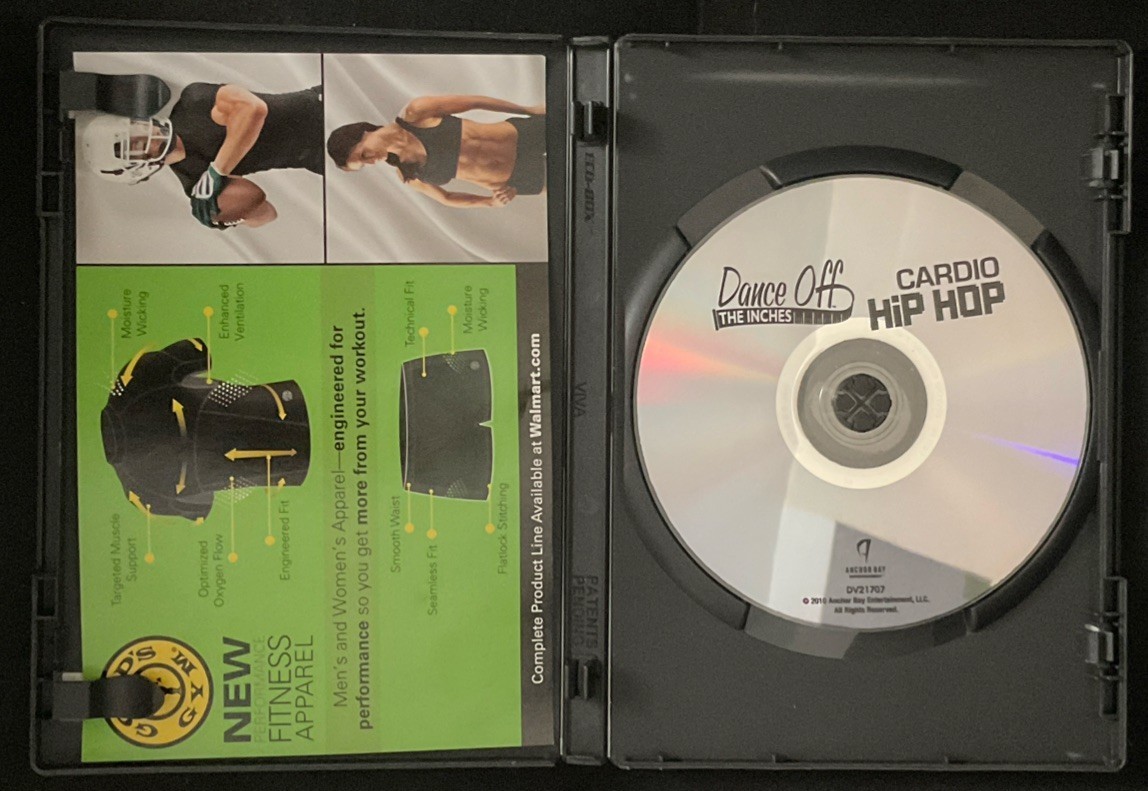 GOLD'S GYM
NEW
PERFORMANCE
FITNESS
APPAREL
Targeted Muscle
Support
Optimized
Oxygen Flow
Engineered Fit
Moisture
Wicking
Enhanced
Ventilation
Men's and Women's Apparel—engineered for
performance so you get more from your workout.
Smooth Waist
Seamless Fit
Flatlock Stitching
Technical Fit
Moisture
Wicking
Complete Product Line Available at Walmart.com
ECO-BOX
VIVA
PATENTS
PENDING
Dance Off
THE INCHES
CARDIO
HiP HOP
ANCHOR BAY
DV21707
© 2010 Anchor Bay Entertainment, LLC.
All Rights Reserved.